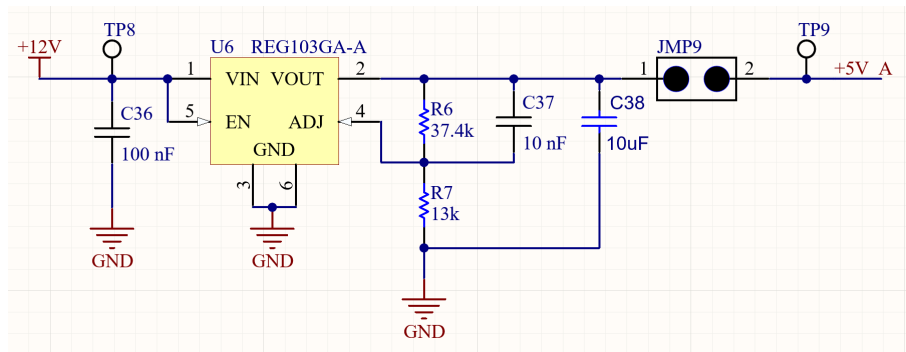 TP8
TP9
+12V
U6 REG103GA-A
JMP9
+5V A
1
VIN VOUT
2
1
2
C36
5
EN ADJ
4
R6
37.4k
C37
C38
100 nF
GND
10 nF
10uF
3
6
R7
13k
GND
GND
GND